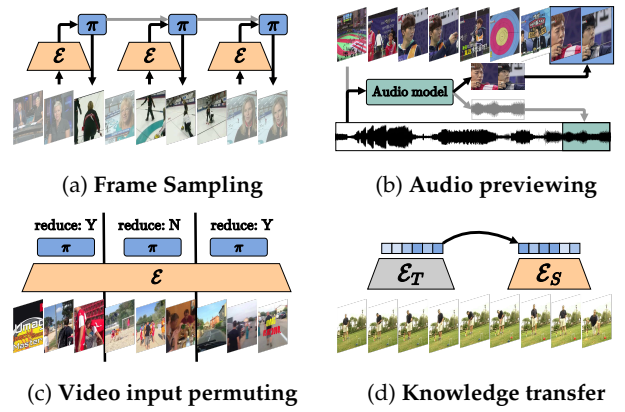 π π π
ℰ ℰ ℰ
(a) Frame Sampling
Audio model
(b) Audio previewing
reduce: Y reduce: N reduce: Y
π π π
ℰ
(c) Video input permuting
ℰ_T ℰ_S
(d) Knowledge transfer